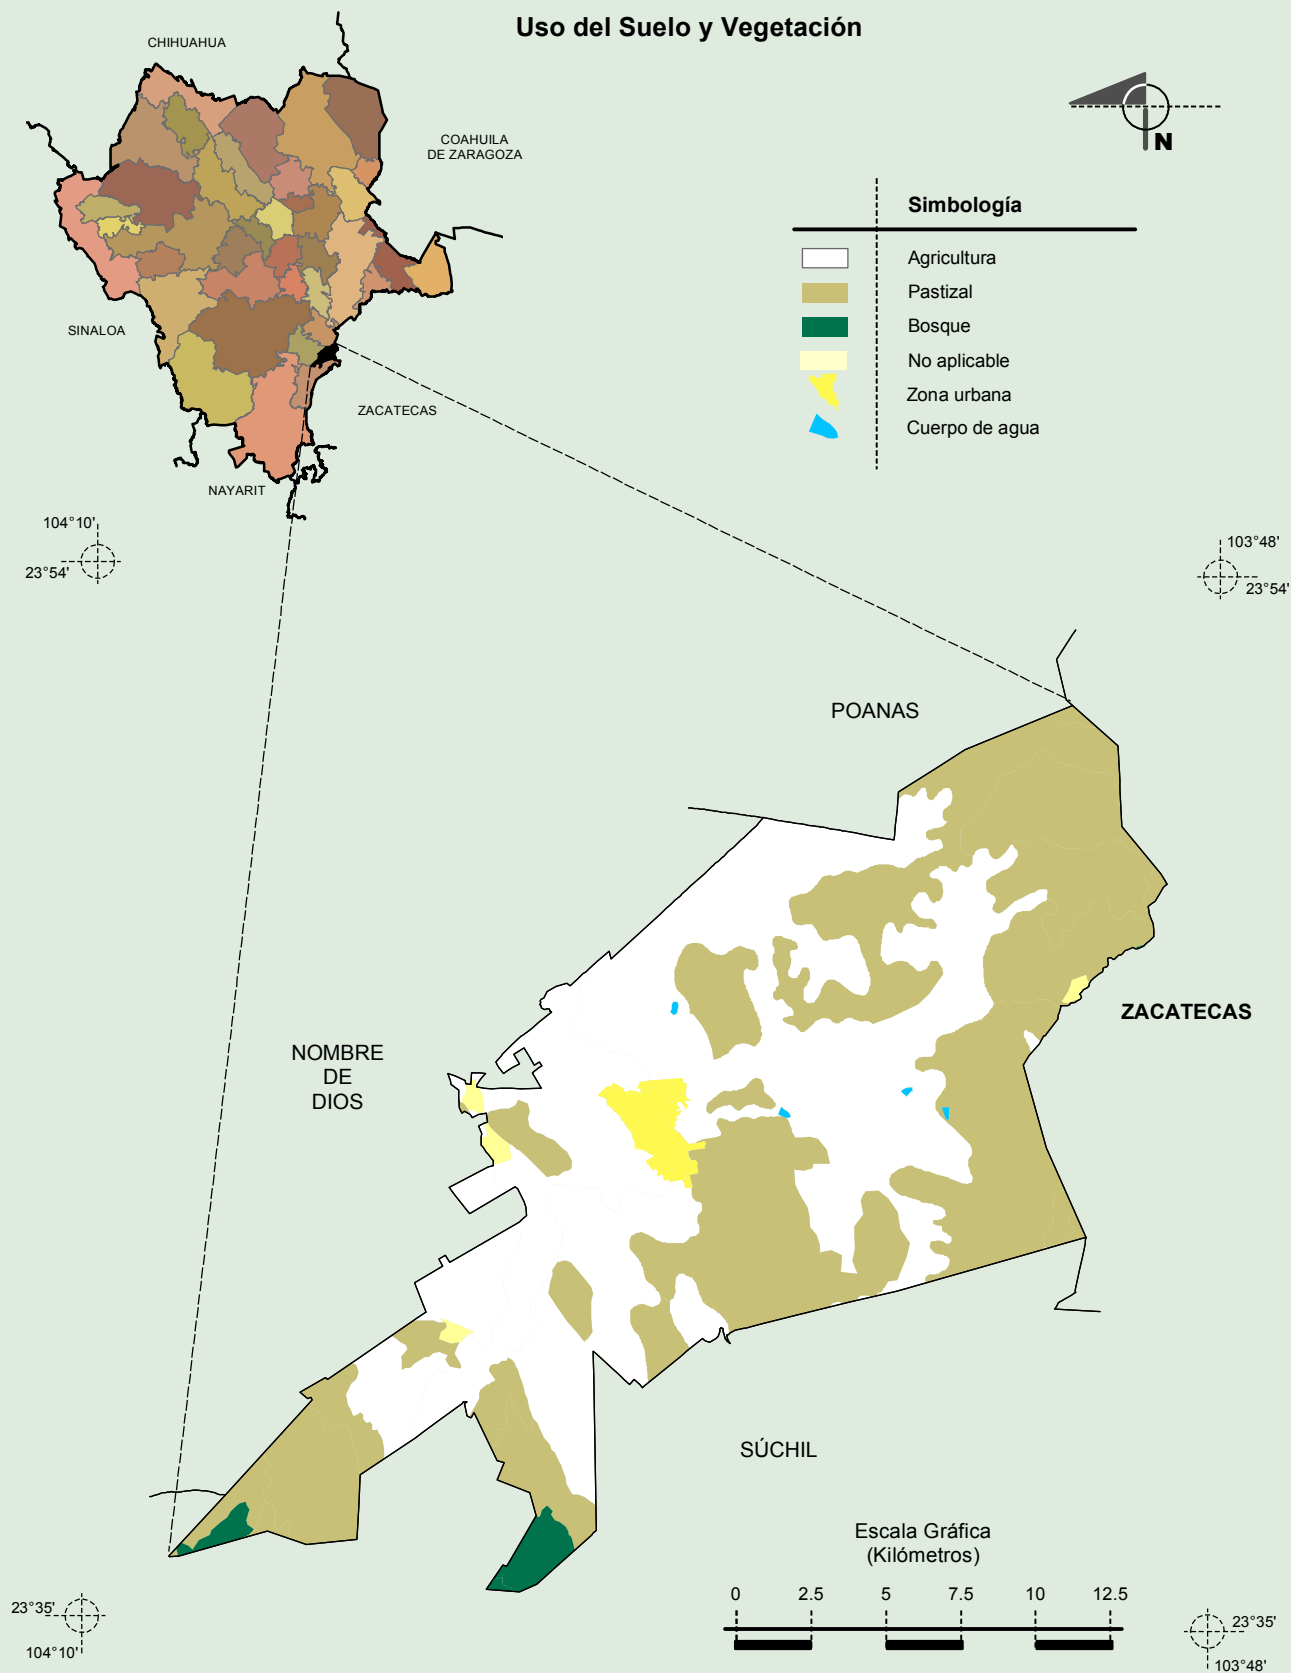 Uso del Suelo y Vegetación
CHIHUAHUA
COAHUILA
DE ZARAGOZA
N
Simbología
Agricultura
Pastizal
Bosque
No aplicable
Zona urbana
Cuerpo de agua
SINALOA
ZACATECAS
NAYARIT
104°10'
23°54'
103°48'
23°54'
POANAS
ZACATECAS
NOMBRE
DE
DIOS
SÚCHIL
Escala Gráfica
(Kilómetros)
0 2.5 5 7.5 10 12.5
23°35'
104°10'
23°35'
103°48'